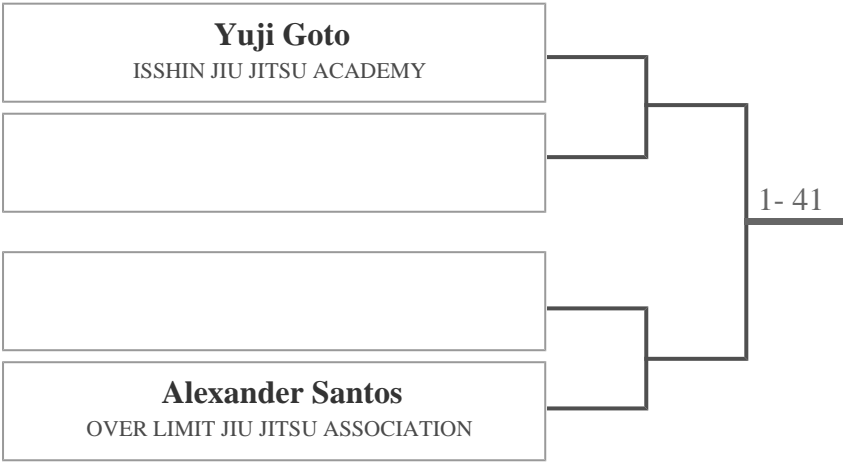 Yuji Goto
ISSHIN JIU JITSU ACADEMY
1- 41
Alexander Santos
OVER LIMIT JIU JITSU ASSOCIATION